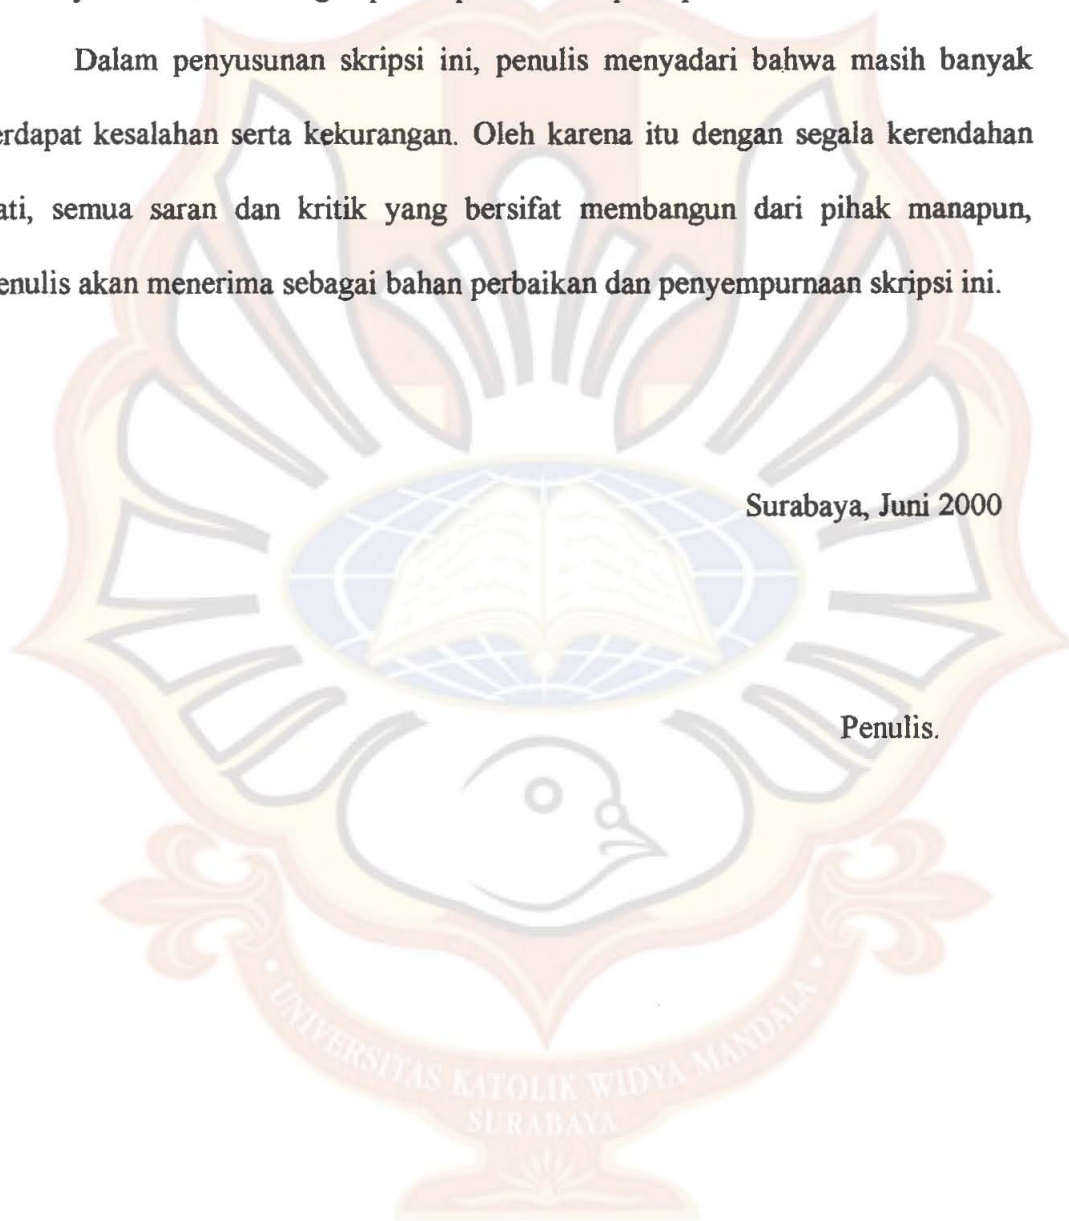 Dalam penyusunan skripsi ini, penulis menyadari bahwa masih banyak
erdapat kesalahan serta kekurangan. Oleh karena itu dengan segala kerendahan
ati, semua saran dan kritik yang bersifat membangun dari pihak manapun,
enulis akan menerima sebagai bahan perbaikan dan penyempurnaan skripsi ini.
Surabaya, Juni 2000
Penulis.
UNIVERSITAS KATOLIK WIDYA MANDALA
SURABAYA